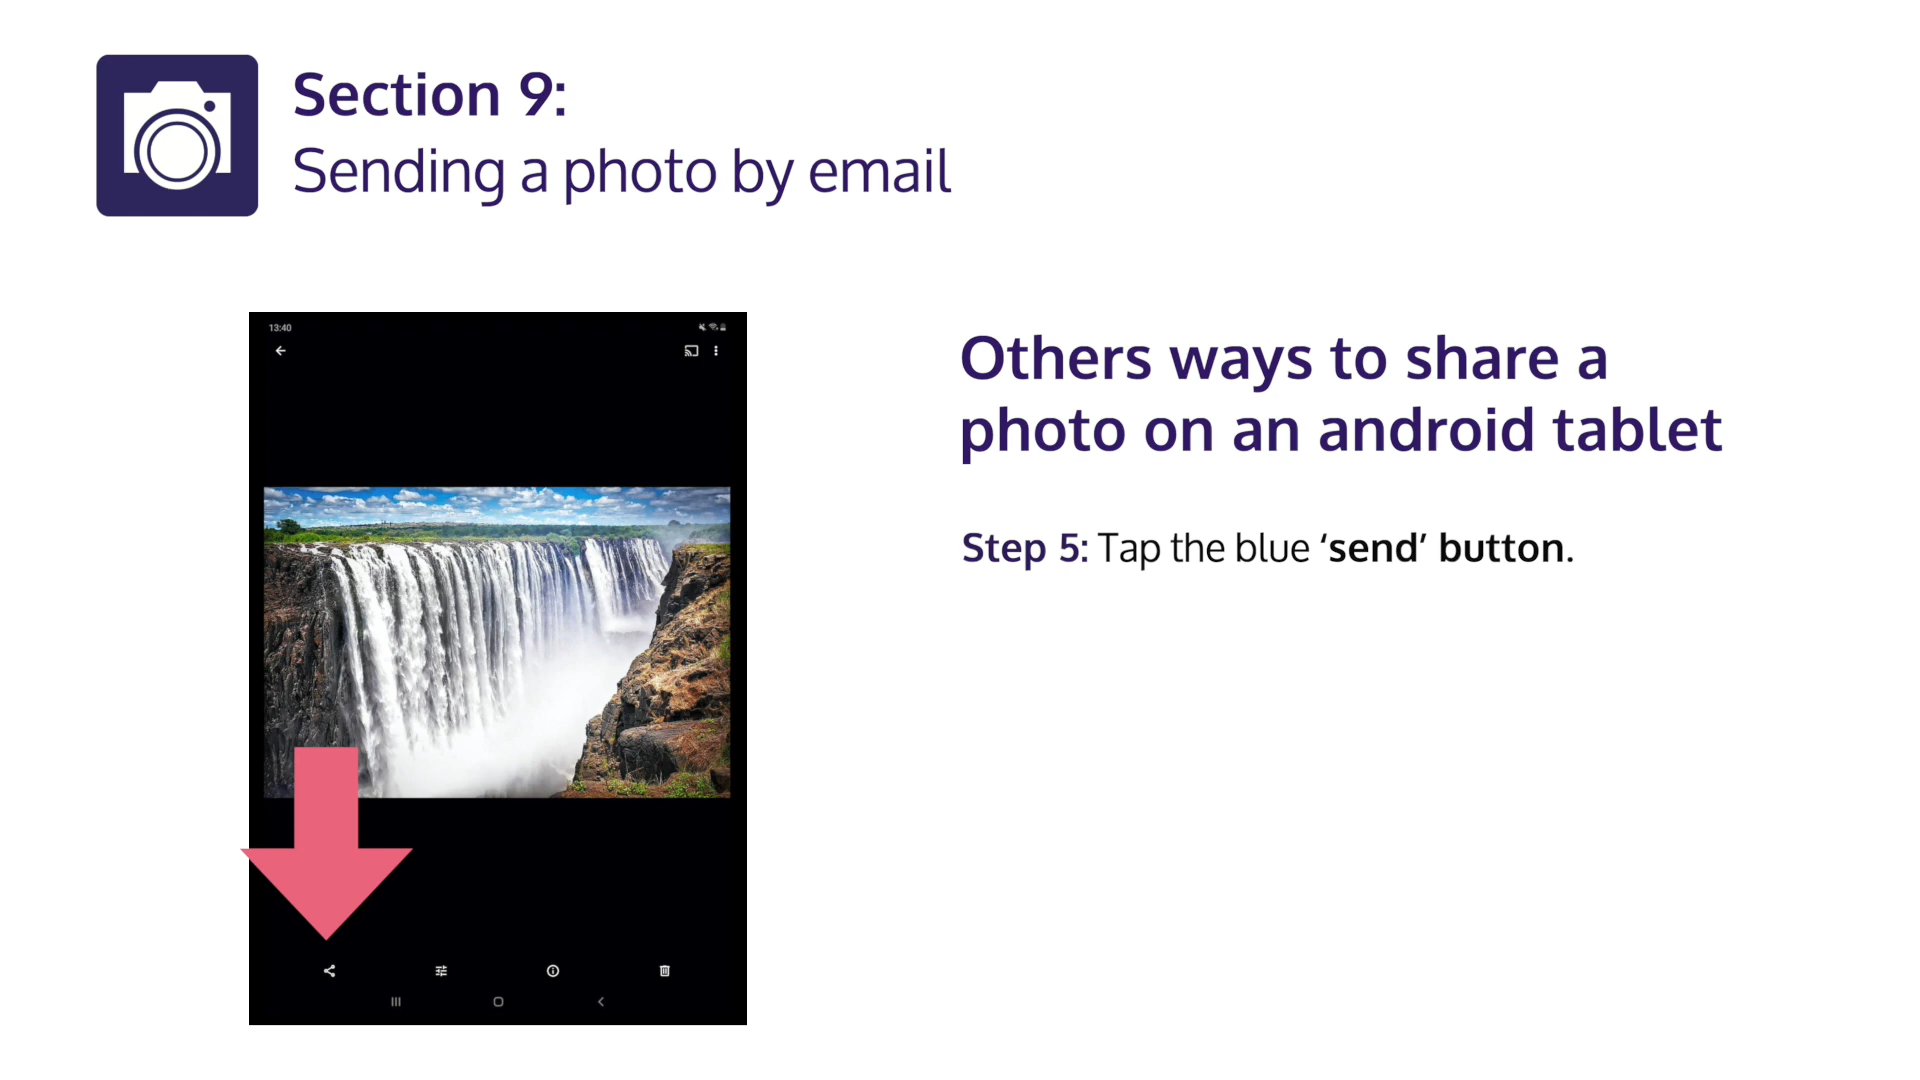 Section 9:
Sending a photo by email
13:40
Others ways to share a
photo on an android tablet
Step 5: Tap the blue ‘send’ button.